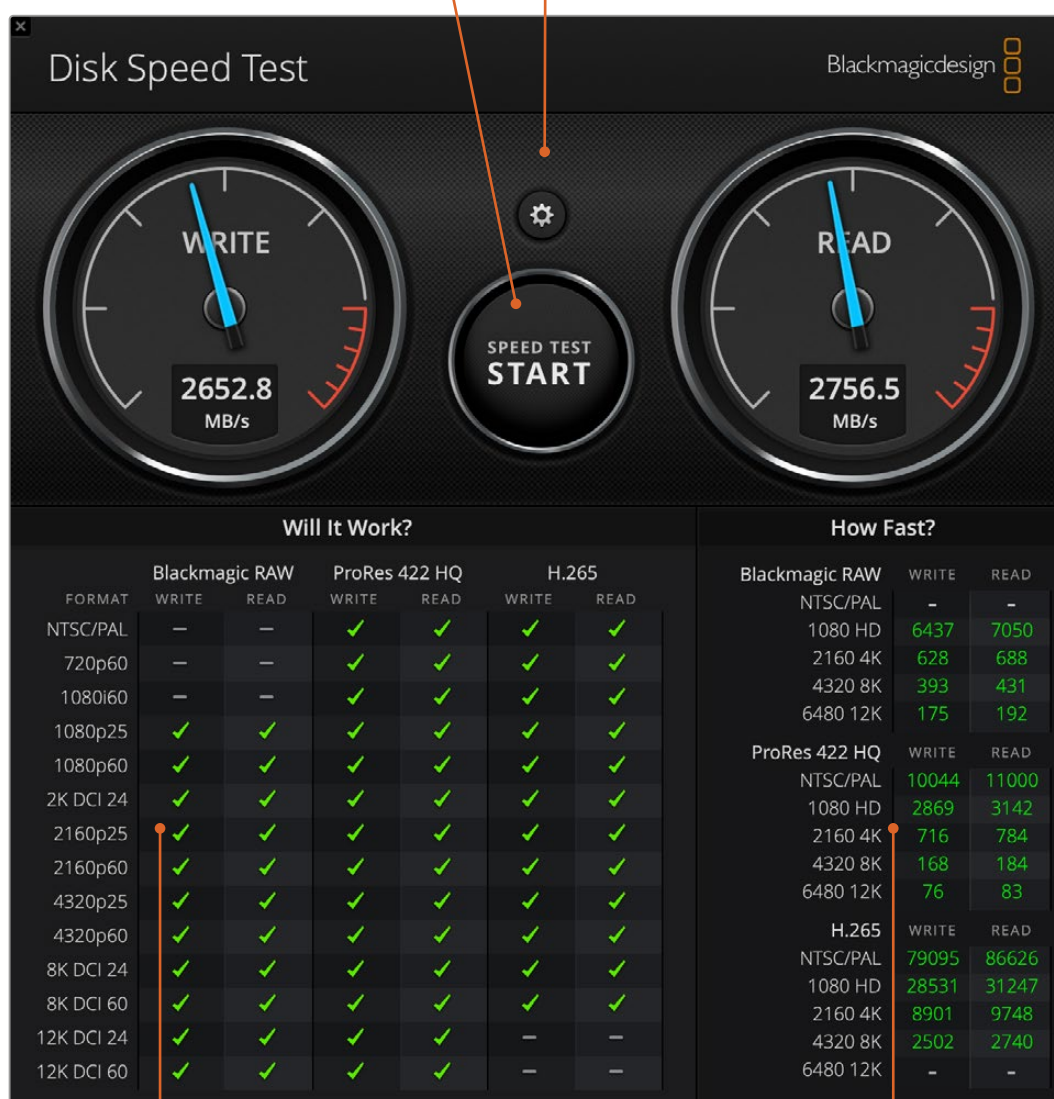 Disk Speed Test
Blackmagicdesign
WRITE
2652.8
MB/s
SPEED TEST
START
READ
2756.5
MB/s
Will It Work?
Blackmagic RAW ProRes 422 HQ H.265
FORMAT WRITE READ WRITE READ WRITE READ
NTSC/PAL – – ✓ ✓ ✓ ✓
720p60 – – ✓ ✓ ✓ ✓
1080i60 – – ✓ ✓ ✓ ✓
1080p25 ✓ ✓ ✓ ✓ ✓ ✓
1080p60 ✓ ✓ ✓ ✓ ✓ ✓
2K DCI 24 ✓ ✓ ✓ ✓ ✓ ✓
2160p25 ✓ ✓ ✓ ✓ ✓ ✓
2160p60 ✓ ✓ ✓ ✓ ✓ ✓
4320p25 ✓ ✓ ✓ ✓ ✓ ✓
4320p60 ✓ ✓ ✓ ✓ ✓ ✓
8K DCI 24 ✓ ✓ ✓ ✓ ✓ ✓
8K DCI 60 ✓ ✓ ✓ ✓ ✓ ✓
12K DCI 24 ✓ ✓ ✓ ✓ – –
12K DCI 60 ✓ ✓ ✓ ✓ – –
How Fast?
Blackmagic RAW WRITE READ
NTSC/PAL - -
1080 HD 6437 7050
2160 4K 628 688
4320 8K 393 431
6480 12K 175 192
ProRes 422 HQ WRITE READ
NTSC/PAL 10044 11000
1080 HD 2869 3142
2160 4K 716 784
4320 8K 168 184
6480 12K 76 83
H.265 WRITE READ
NTSC/PAL 79095 86626
1080 HD 28531 31247
2160 4K 8901 9748
4320 8K 2502 2740
6480 12K - -